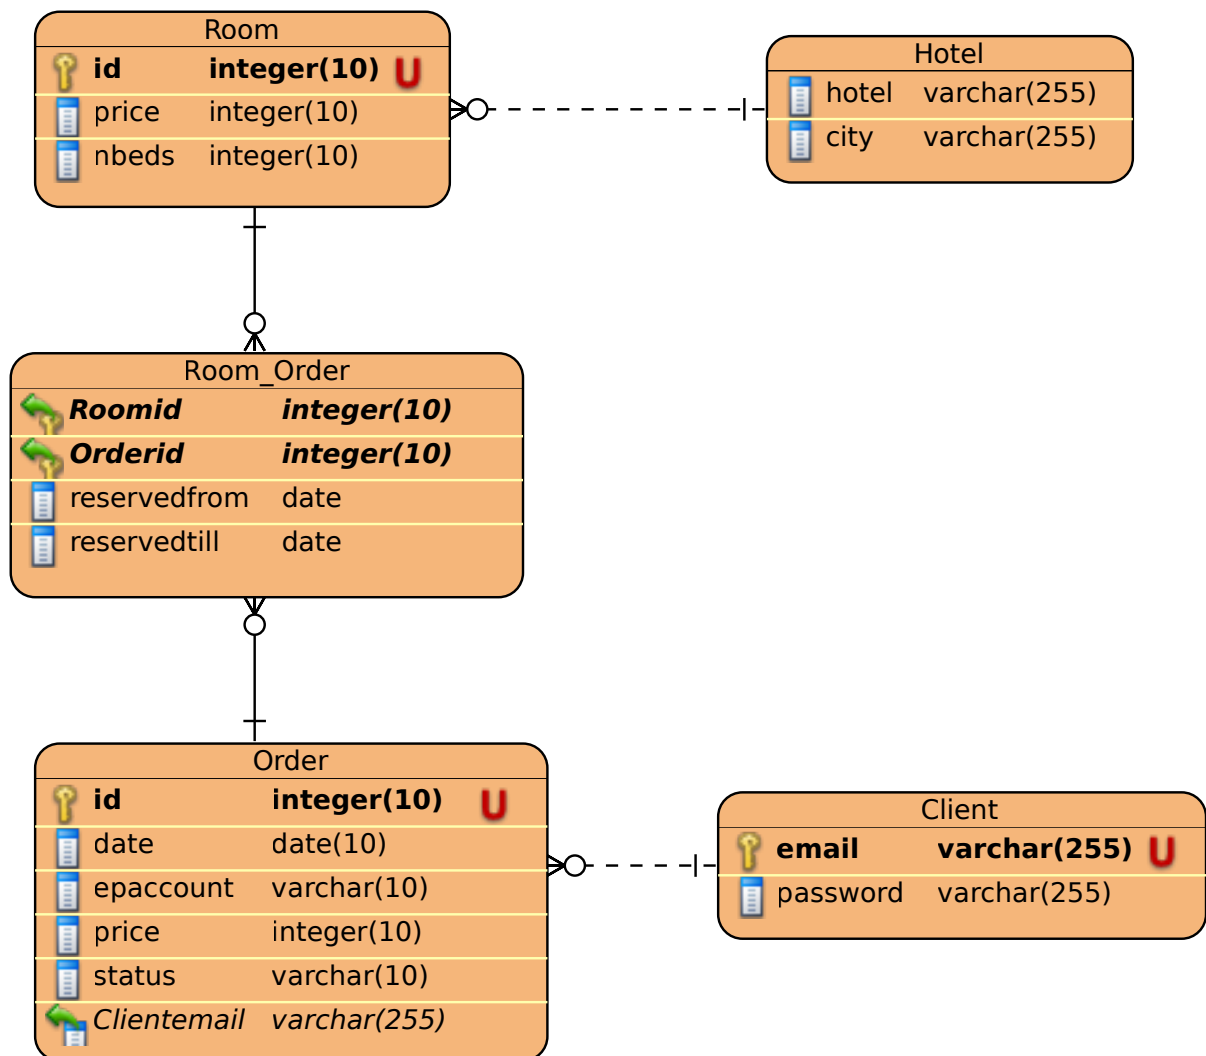 Room
id integer(10) U
price integer(10)
nbeds integer(10)
Hotel
hotel varchar(255)
city varchar(255)
Room_Order
Roomid integer(10)
Orderid integer(10)
reservedfrom date
reservedtill date
Order
id integer(10) U
date date(10)
epaccount varchar(10)
price integer(10)
status varchar(10)
Clientemail varchar(255)
Client
email varchar(255) U
password varchar(255)